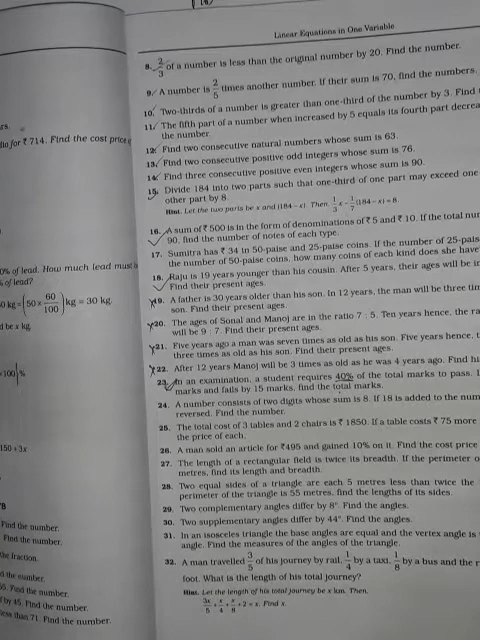 Linear Equations in One Variable
8. 2/3 of a number is less than the original number by 20. Find the number.
9. A number is 2/5 times another number. If their sum is 70, find the numbers.
10. Two-thirds of a number is greater than one-third of the number by 3. Find
11. The fifth part of a number when increased by 5 equals its fourth part decrea
the number.
12. Find two consecutive natural numbers whose sum is 63.
13. Find two consecutive positive odd integers whose sum is 76.
14. Find three consecutive positive even integers whose sum is 90.
15. Divide 184 into two parts such that one-third of one part may exceed one
other part by 8.
Hint. Let the two parts be x and (184 – x). Then, 1/3 x – 1/7 (184 – x) = 8
16. A sum of ₹ 500 is in the form of denominations of ₹ 5 and ₹ 10. If the total num
90, find the number of notes of each type.
17. Sumitra has ₹ 34 in 50-paise and 25-paise coins. If the number of 25-pais
the number of 50-paise coins, how many coins of each kind does she have
18. Raju is 19 years younger than his cousin. After 5 years, their ages will be in
Find their present ages.
19. A father is 30 years older than his son. In 12 years, the man will be three tim
son. Find their present ages.
20. The ages of Sonal and Manoj are in the ratio 7 : 5. Ten years hence, the ra
will be 9 : 7. Find their present ages.
21. Five years ago a man was seven times as old as his son. Five years hence, t
three times as old as his son. Find their present ages.
22. After 12 years Manoj will be 3 times as old as he was 4 years ago. Find hi
23. In an examination, a student requires 40% of the total marks to pass. I
marks and fails by 15 marks, find the total marks.
24. A number consists of two digits whose sum is 8. If 18 is added to the num
reversed. Find the number.
25. The total cost of 3 tables and 2 chairs is ₹ 1850. If a table costs ₹ 75 more
the price of each.
26. A man sold an article for ₹495 and gained 10% on it. Find the cost price
27. The length of a rectangular field is twice its breadth. If the perimeter o
metres, find its length and breadth.
28. Two equal sides of a triangle are each 5 metres less than twice the
perimeter of the triangle is 55 metres, find the lengths of its sides.
29. Two complementary angles differ by 8°. Find the angles.
30. Two supplementary angles differ by 44°. Find the angles.
31. In an isosceles triangle the base angles are equal and the vertex angle is
angle. Find the measures of the angles of the triangle.
32. A man travelled 3/5 of his journey by rail, 1/4 by a taxi, 1/8 by a bus and the r
foot. What is the length of his total journey?
Hint. Let the length of his total journey be x km. Then,
3x/5 + x/4 + x/8 + 2 = x. Find x.
rs.
tio for ₹ 714. Find the cost price
0% of lead. How much lead must
% of lead?
0 kg = (50 × 60/100) kg = 30 kg.
d be x kg.
× 100) %
150 + 3x
Find the number.
Find the number.
the fraction.
the number.
Find the number.
by 45. Find the number.
less than 71. Find the number.